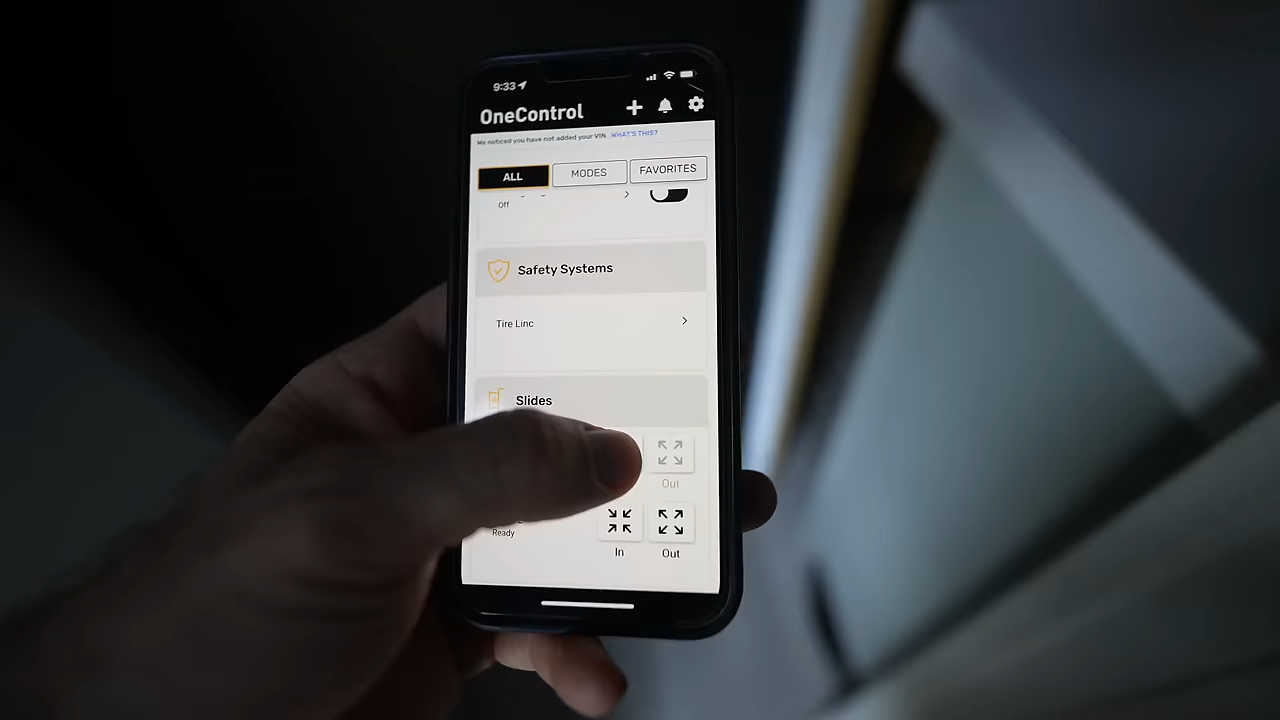 9:33
OneControl
We noticed you have not added your VIN. WHAT'S THIS?
ALL MODES FAVORITES
Off
Safety Systems
Tire Linc
Slides
Out
Ready
In Out